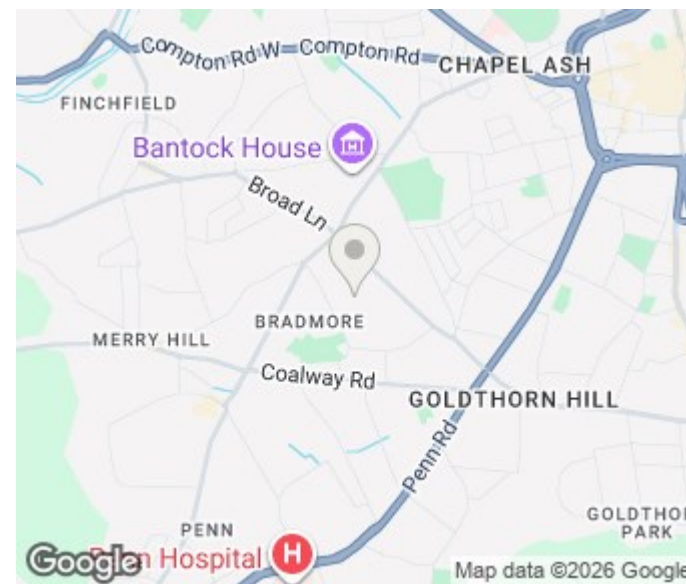 Compton Rd W
Compton Rd
CHAPEL ASH
FINCHFIELD
Bantock House
Broad Ln
BRADMORE
MERRY HILL
Coalway Rd
GOLDTHORN HILL
Penn Rd
GOLDTHO
PARK
PENN
Hospital
H
Google
Map data ©2026 Google